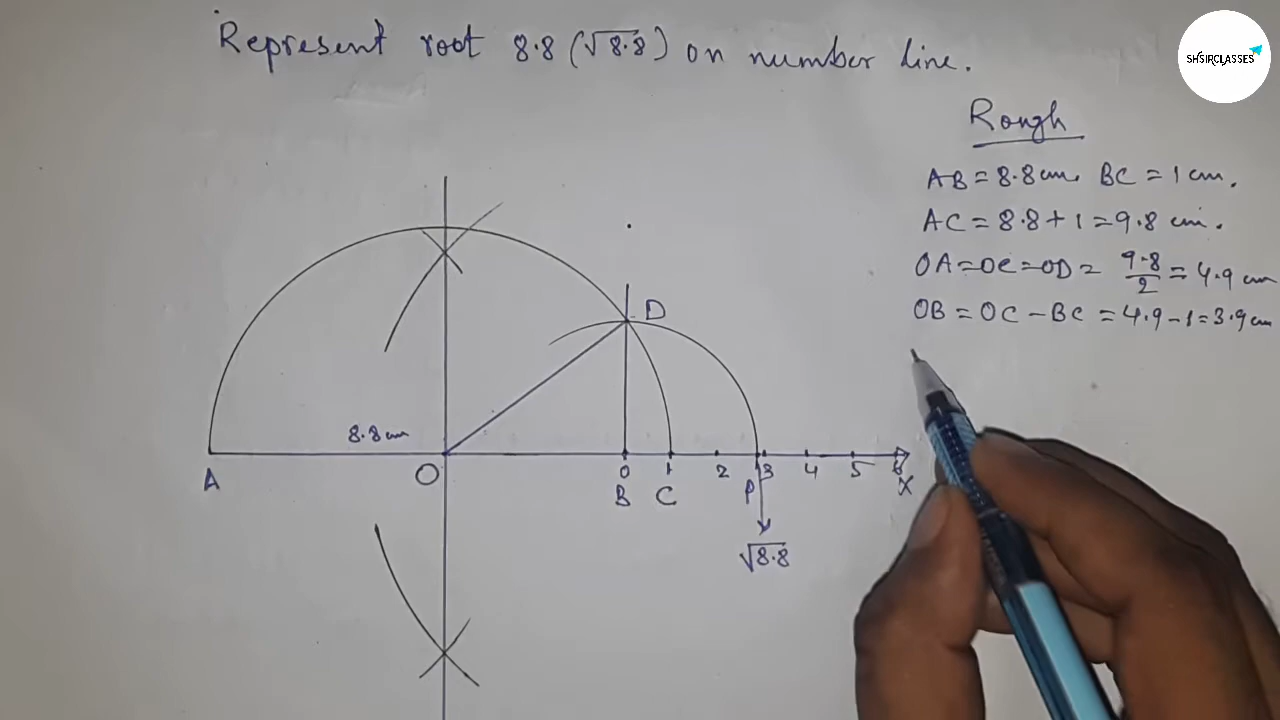 Represent root 8.8 (√8.8) on number line.
SHSIRCLASSES
Rough
AB = 8.8 cm. BC = 1 cm.
AC = 8.8 + 1 = 9.8 cm.
OA = OC = OD = 9.8/2 = 4.9 cm
OB = OC - BC = 4.9 - 1 = 3.9 cm
D
8.8 cm
A O 0 1 2 3 4 5 6
B C P X
√8.8